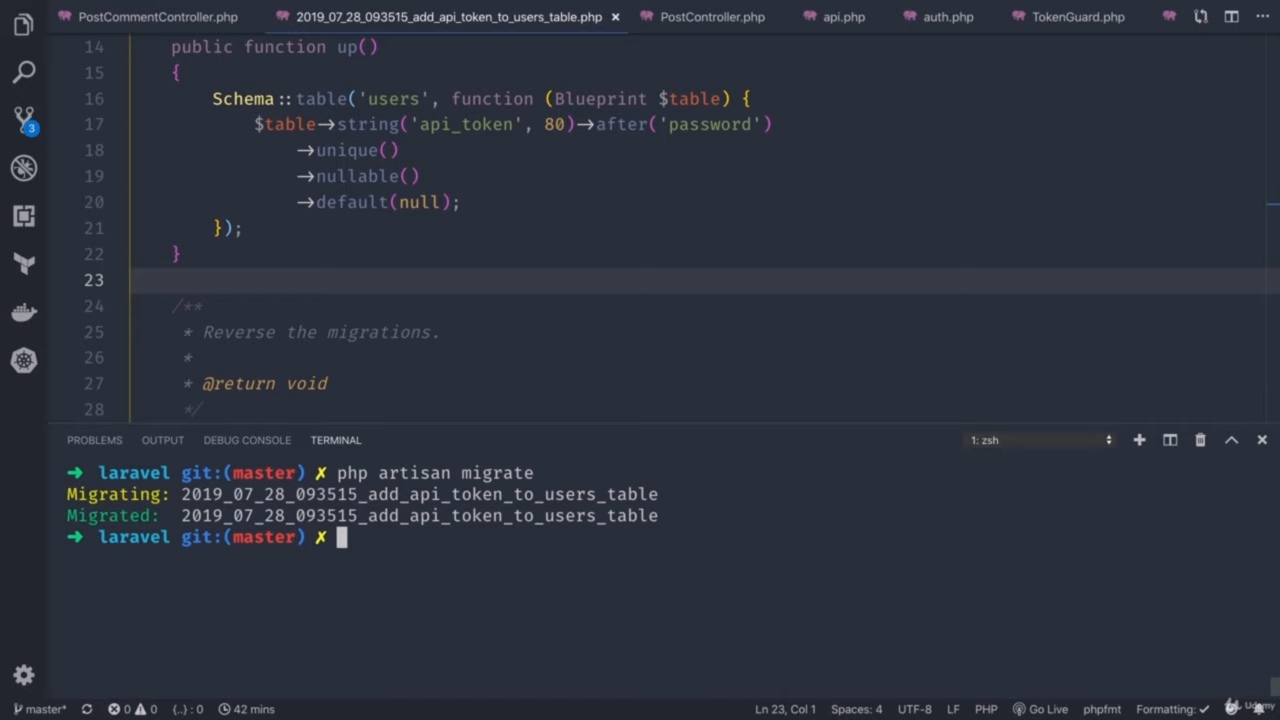 PostCommentController.php 2019_07_28_093515_add_api_token_to_users_table.php × PostController.php api.php auth.php TokenGuard.php
14 public function up()
15 {
16 Schema::table('users', function (Blueprint $table) {
17 $table->string('api_token', 80)->after('password')
18 ->unique()
19 ->nullable()
20 ->default(null);
21 });
22 }
23
24 /**
25 * Reverse the migrations.
26 *
27 * @return void
28 */
3
PROBLEMS OUTPUT DEBUG CONSOLE TERMINAL 1: zsh
➜ laravel git:(master) ✗ php artisan migrate
Migrating: 2019_07_28_093515_add_api_token_to_users_table
Migrated: 2019_07_28_093515_add_api_token_to_users_table
➜ laravel git:(master) ✗
master* 0 0 {..} : 0 42 mins Ln 23, Col 1 Spaces: 4 UTF-8 LF PHP Go Live phpfmt Formatting: ✓ Udemy